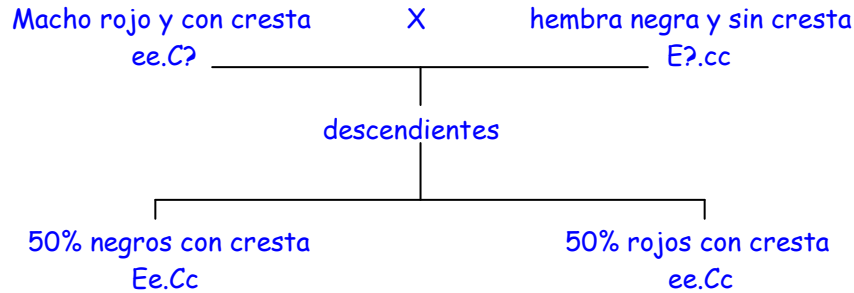 Macho rojo y con cresta X hembra negra y sin cresta
ee.C? E?.cc
descendientes
50% negros con cresta 50% rojos con cresta
Ee.Cc ee.Cc